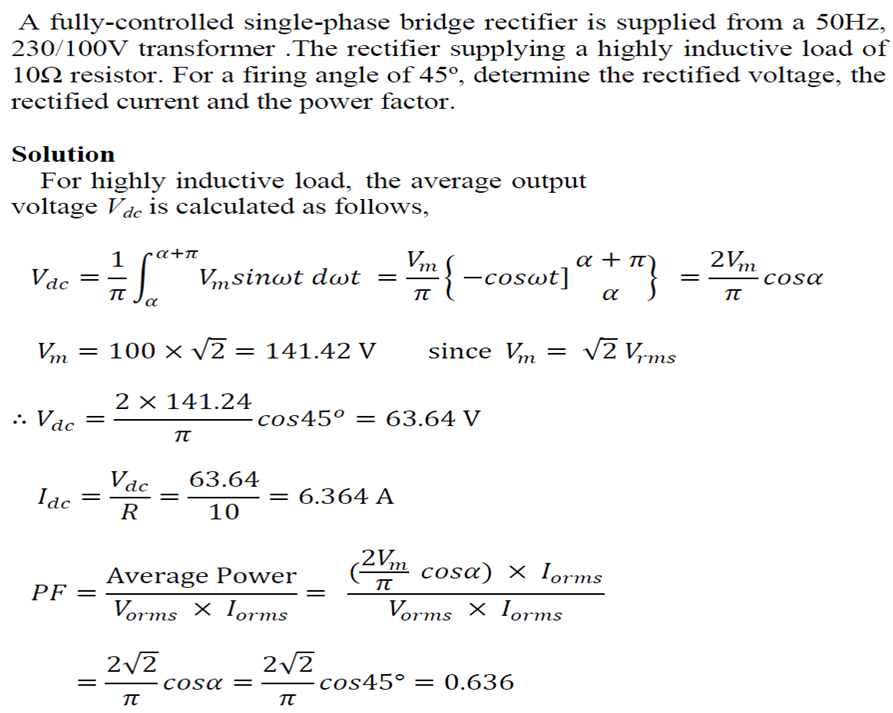 A fully-controlled single-phase bridge rectifier is supplied from a 50Hz,
230/100V transformer .The rectifier supplying a highly inductive load of
10Ω resistor. For a firing angle of 45º, determine the rectified voltage, the
rectified current and the power factor.
Solution
For highly inductive load, the average output
voltage V_dc is calculated as follows,
V_dc = 1/π ∫_α^(α+π) V_m sinωt dωt = V_m/π { −cosωt] α + π α } = 2V_m/π cosα
V_m = 100 × √2 = 141.42 V since V_m = √2 V_rms
∴ V_dc = 2 × 141.24/π cos45° = 63.64 V
I_dc = V_dc/R = 63.64/10 = 6.364 A
PF = Average Power/(V_orms × I_orms) = ((2V_m/π cosα) × I_orms)/(V_orms × I_orms)
= 2√2/π cosα = 2√2/π cos45° = 0.636